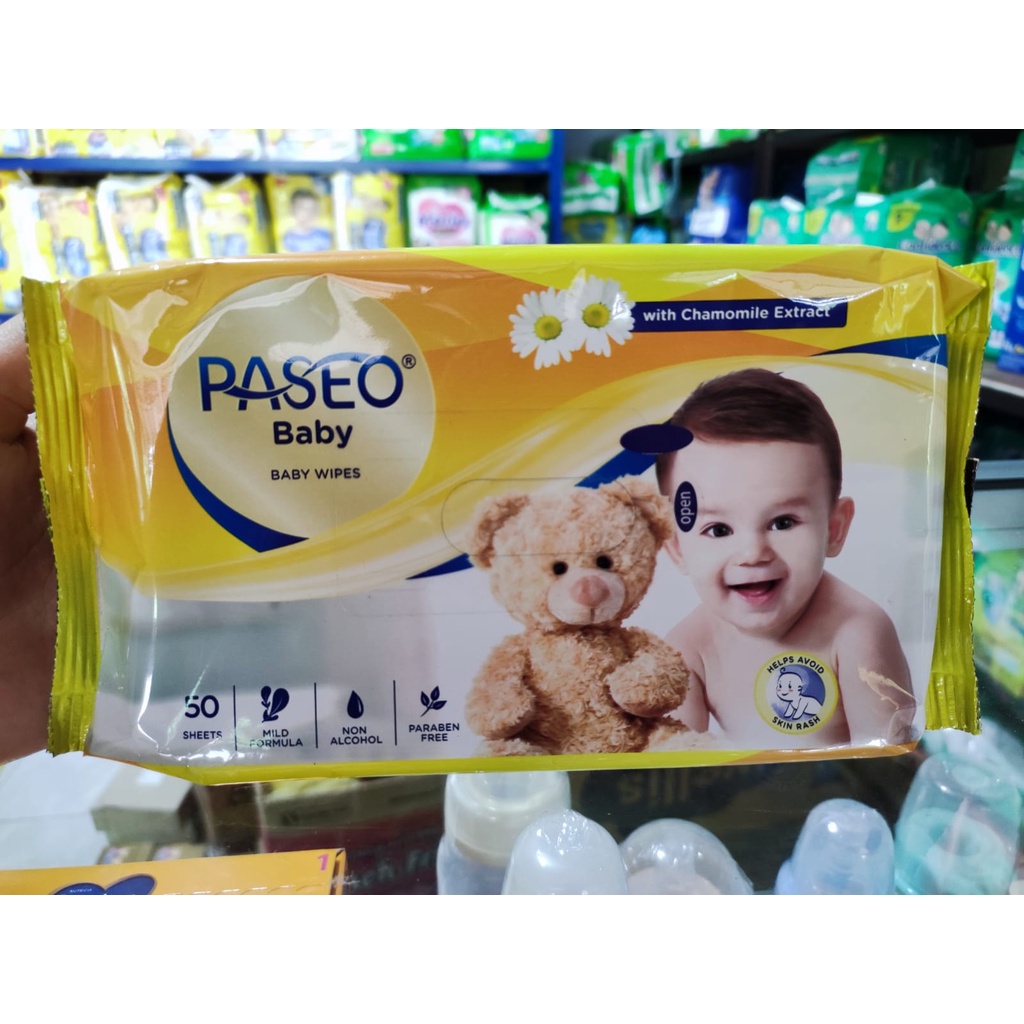 with Chamomile Extract
PASEO®
Baby
BABY WIPES
open
HELPS AVOID
SKIN RASH
50
SHEETS
MILD
FORMULA
NON
ALCOHOL
PARABEN
FREE
1